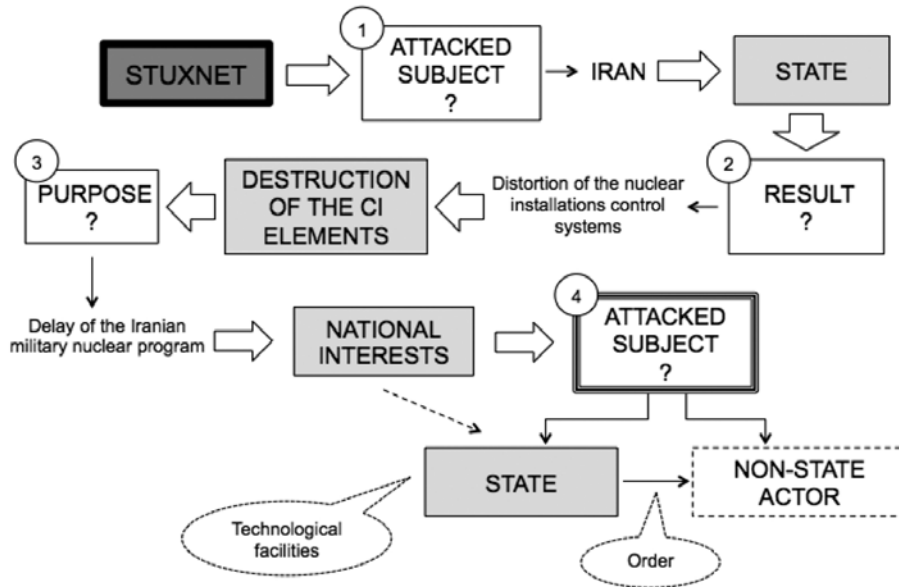 1
STUXNET
ATTACKED
SUBJECT
?
IRAN
STATE
3
PURPOSE
?
DESTRUCTION
OF THE CI
ELEMENTS
Distortion of the nuclear
installations control
systems
2
RESULT
?
Delay of the Iranian
military nuclear program
NATIONAL
INTERESTS
4
ATTACKED
SUBJECT
?
STATE
NON-STATE
ACTOR
Technological
facilities
Order